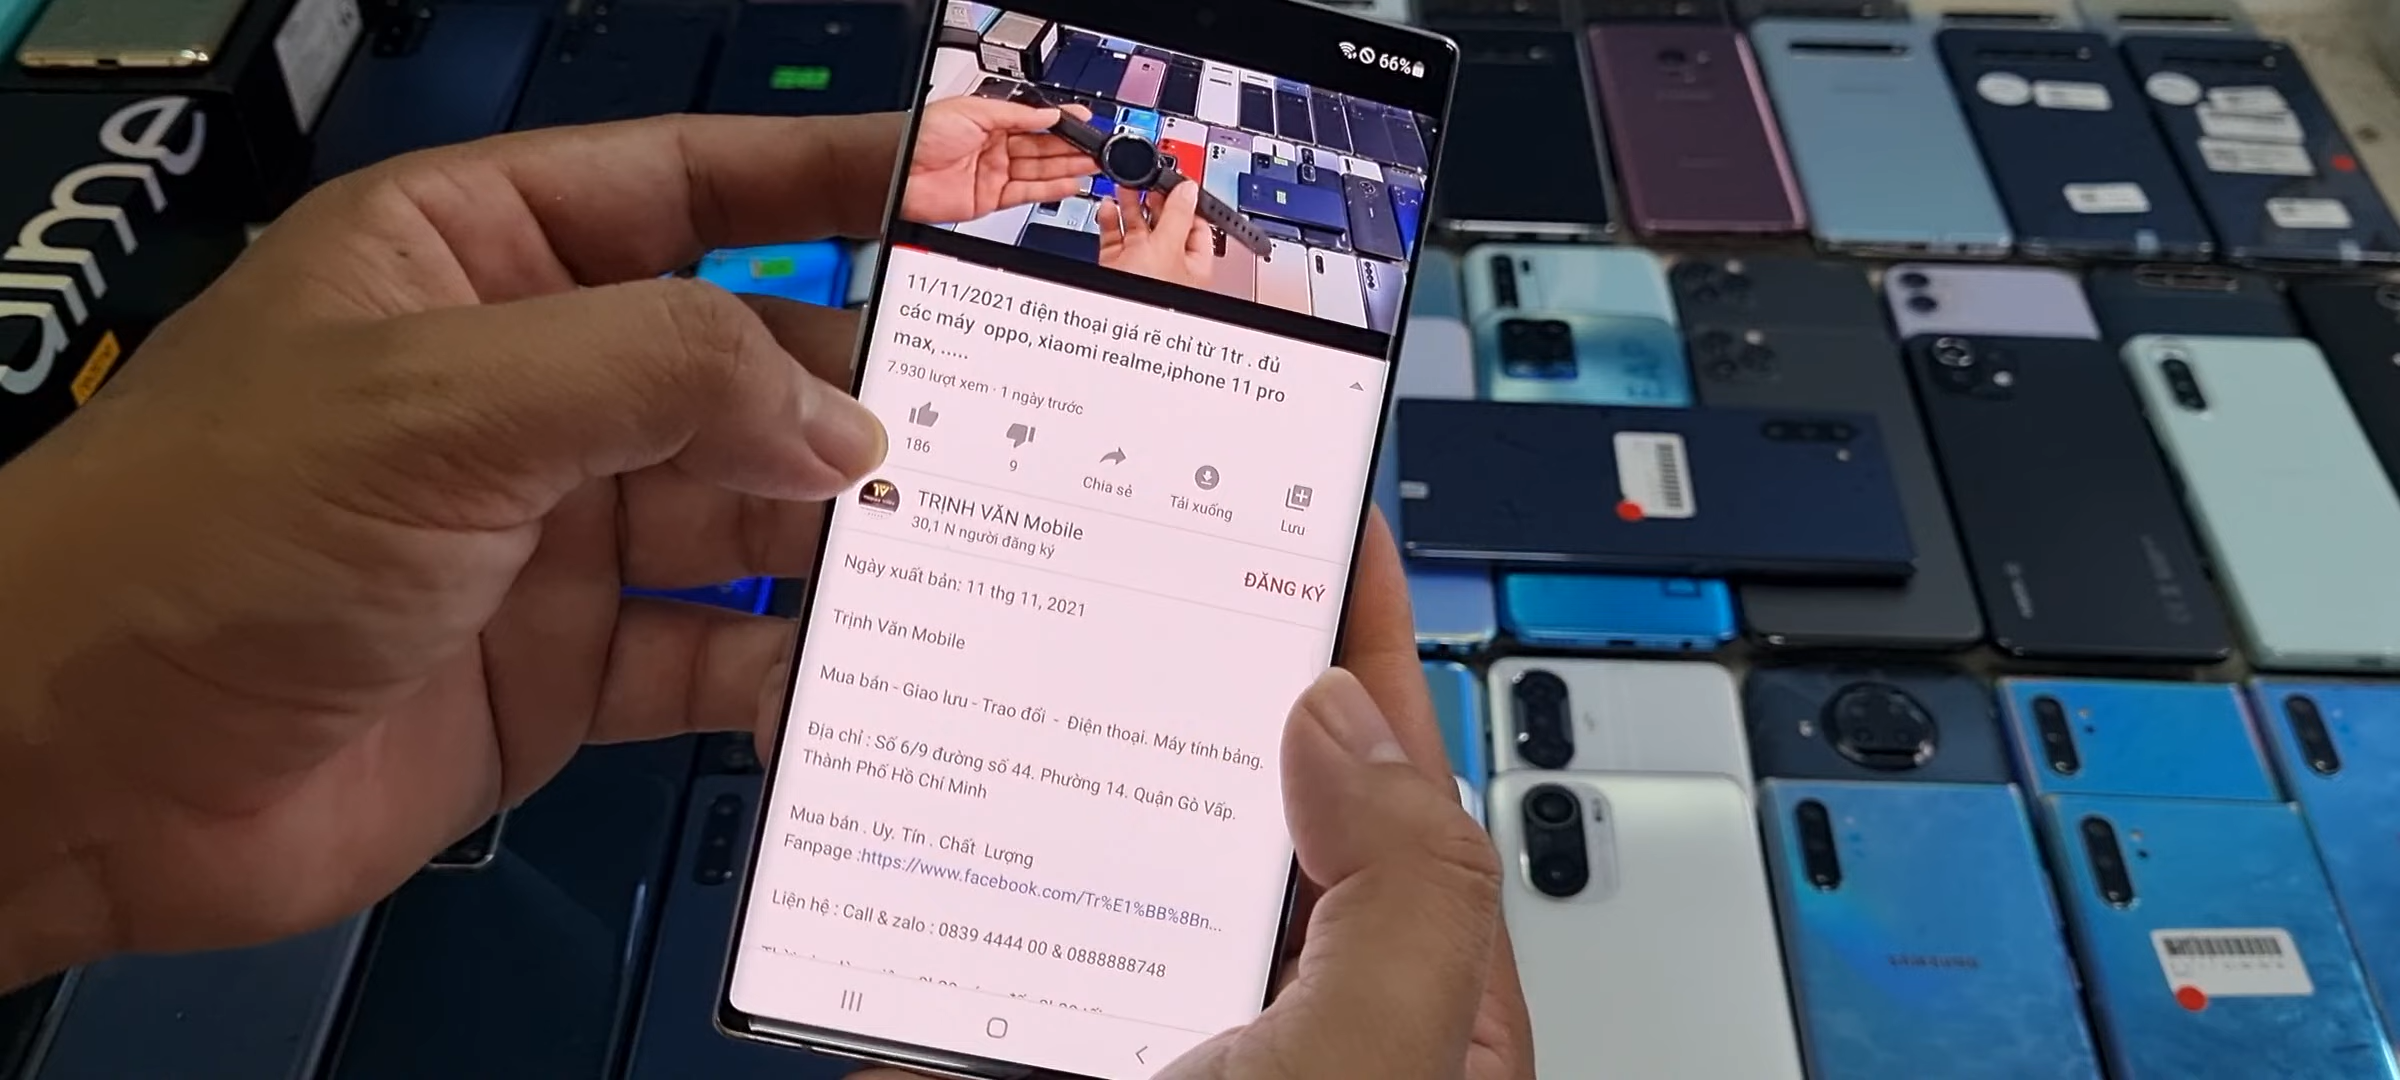 66%
11/11/2021 điện thoại giá rẽ chỉ từ 1tr . đủ
các máy oppo, xiaomi realme,iphone 11 pro
max, .....
7.930 lượt xem · 1 ngày trước
186
9
Chia sẻ
Tải xuống
Lưu
TRỊNH VĂN Mobile
30,1 N người đăng ký
ĐĂNG KÝ
Ngày xuất bản: 11 thg 11, 2021
Trịnh Văn Mobile
Mua bán - Giao lưu - Trao đổi - Điện thoại. Máy tính bảng.
Địa chỉ : Số 6/9 đường số 44. Phường 14. Quận Gò Vấp.
Thành Phố Hồ Chí Minh
Mua bán . Uy. Tín . Chất Lượng
Fanpage :https://www.facebook.com/Tr%E1%BB%8Bn...
Liện hệ : Call & zalo : 0839 4444 00 & 0888888748
SAMSUNG